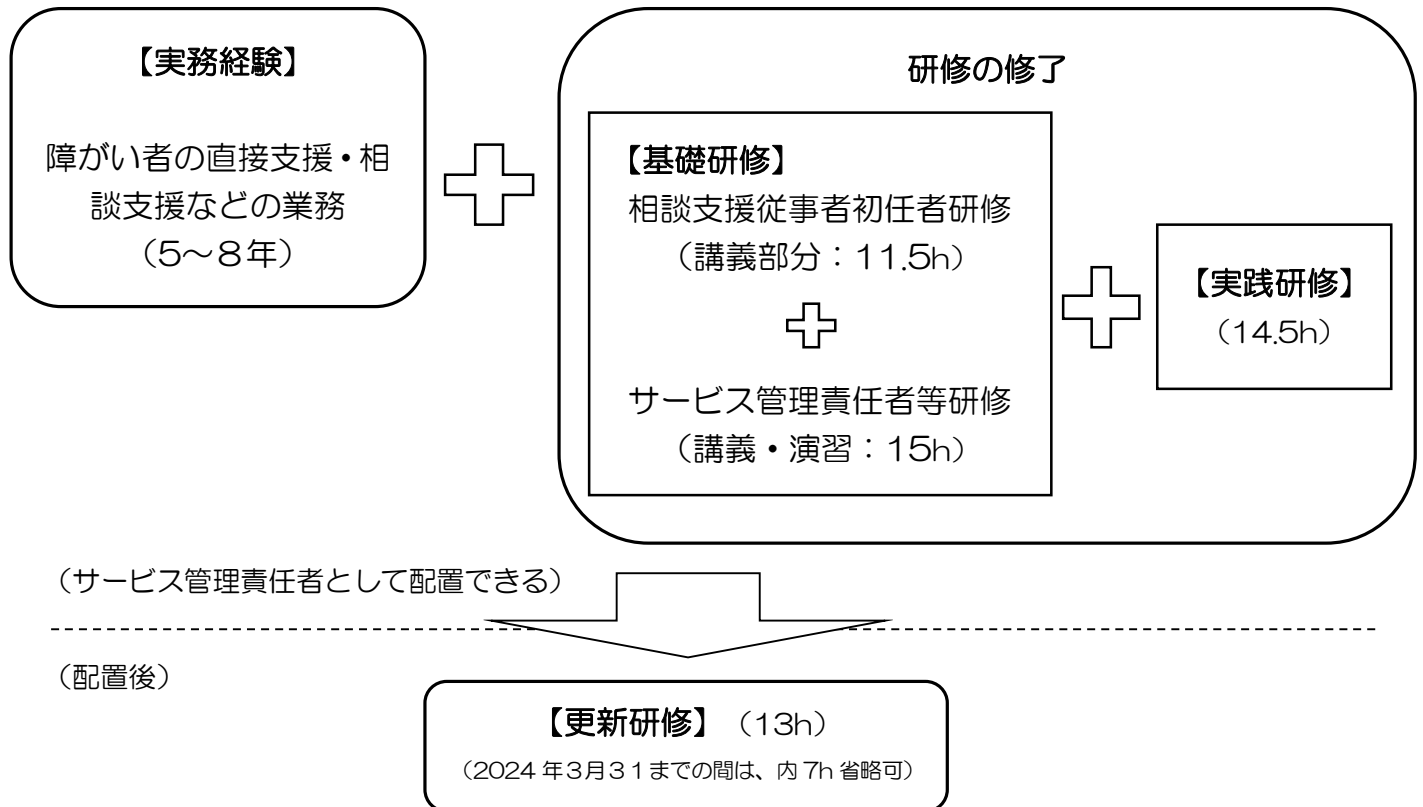 【実務経験】
障がい者の直接支援・相
談支援などの業務
（5～8年）
研修の修了
【基礎研修】
相談支援従事者初任者研修
（講義部分：11.5h）
サービス管理責任者等研修
（講義・演習：15h）
【実践研修】
（14.5h）
（サービス管理責任者として配置できる）
（配置後）
【更新研修】（13h）
（2024年3月31までの間は、内7h省略可）